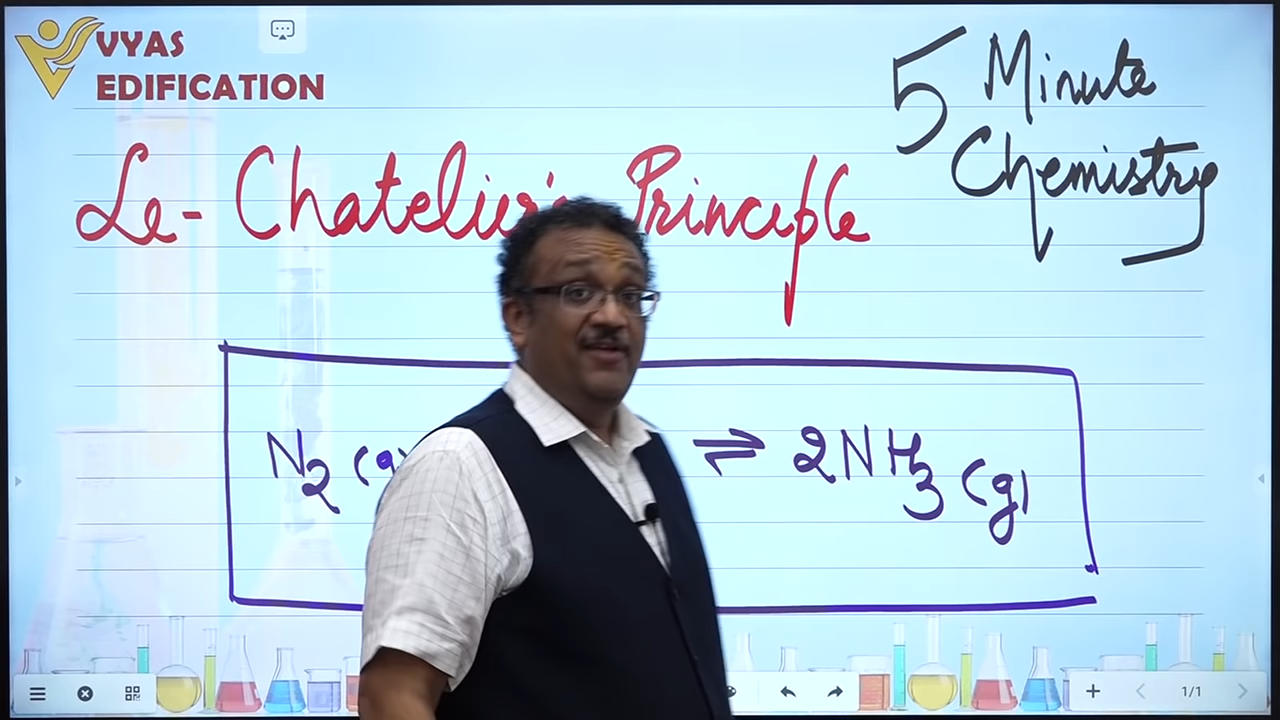 VYAS
EDIFICATION
5 Minute
Chemistry
Le-Chatelier's Principle
N2 (g) ⇌ 2NH3 (g)
1/1